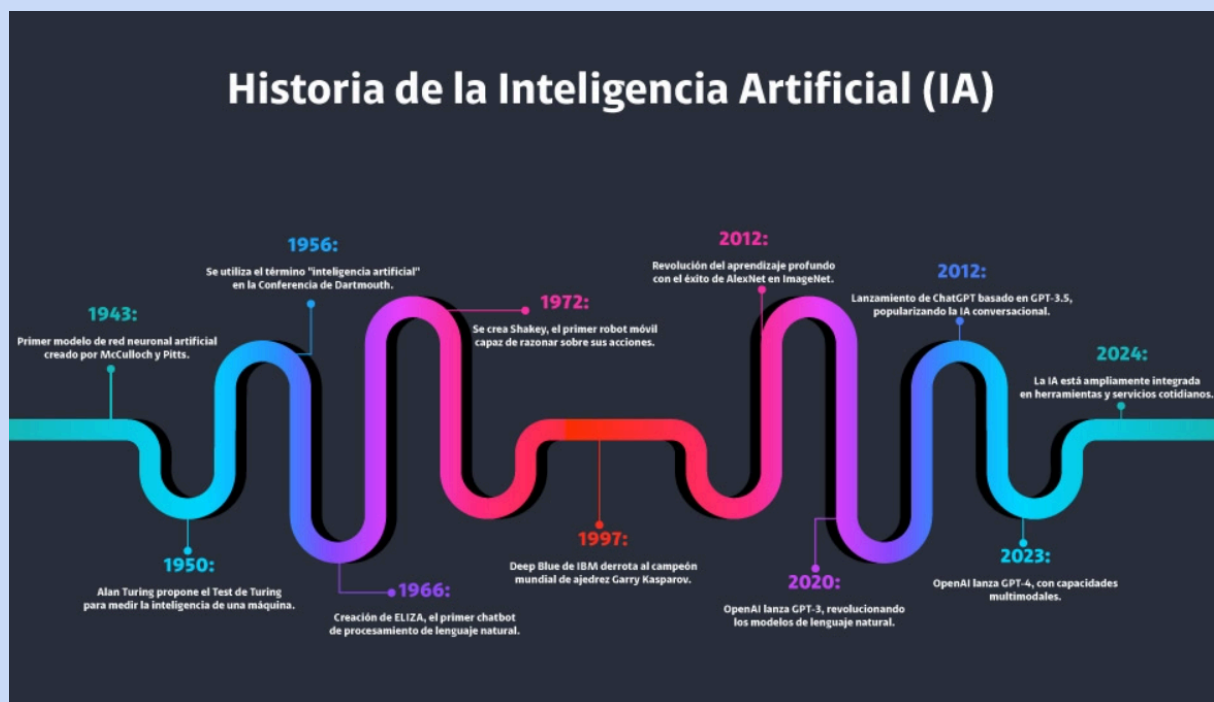 Historia de la Inteligencia Artificial (IA)
1943:
Primer modelo de red neuronal artificial
creado por McCulloch y Pitts.
1950:
Alan Turing propone el Test de Turing
para medir la inteligencia de una máquina.
1956:
Se utiliza el término "inteligencia artificial"
en la Conferencia de Dartmouth.
1966:
Creación de ELIZA, el primer chatbot
de procesamiento de lenguaje natural.
1972:
Se crea Shakey, el primer robot móvil
capaz de razonar sobre sus acciones.
1997:
Deep Blue de IBM derrota al campeón
mundial de ajedrez Garry Kasparov.
2012:
Revolución del aprendizaje profundo
con el éxito de AlexNet en ImageNet.
2020:
OpenAI lanza GPT-3, revolucionando
los modelos de lenguaje natural.
2012:
Lanzamiento de ChatGPT basado en GPT-3.5,
popularizando la IA conversacional.
2023:
OpenAI lanza GPT-4, con capacidades
multimodales.
2024:
La IA está ampliamente integrada
en herramientas y servicios cotidianos.